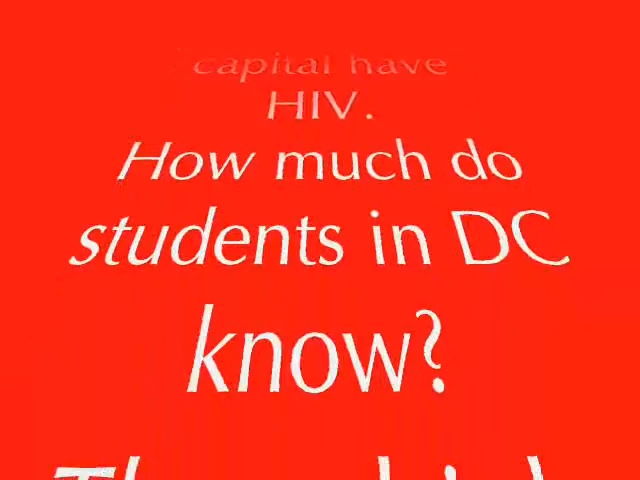 capital have
HIV.
How much do
students in DC
know?